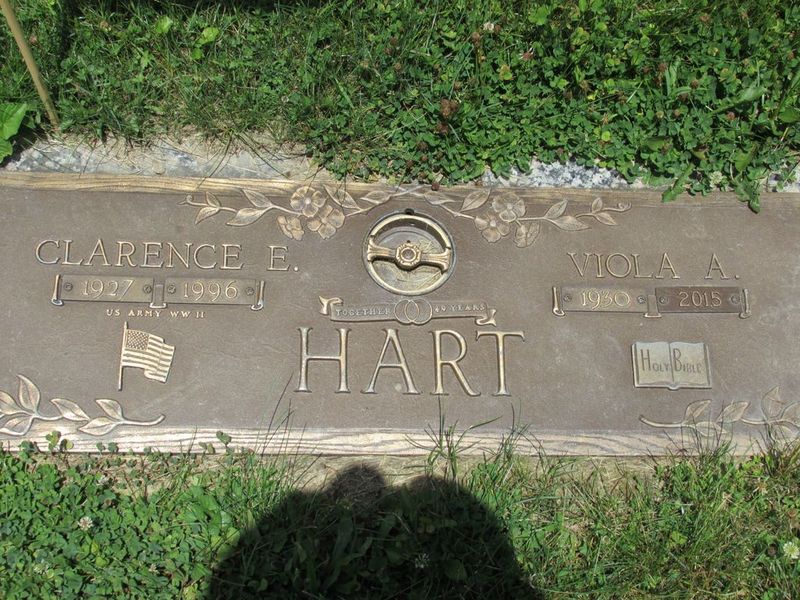 CLARENCE E.
1927 1996
US ARMY WW II
VIOLA A.
1930 2015
TOGETHER 49 YEARS
HART
HOLY BIBLE